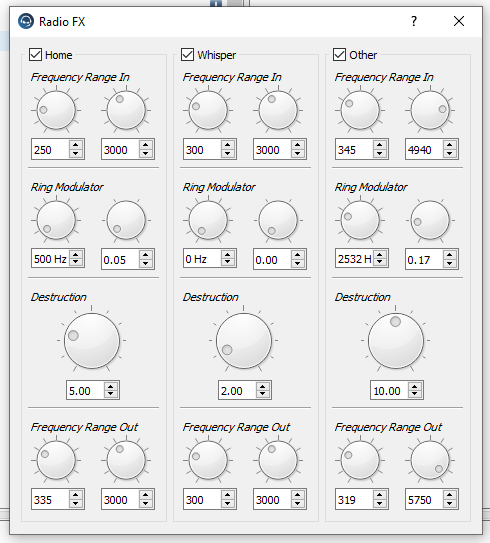 Radio FX
Home
Frequency Range In
250 3000
Ring Modulator
500 Hz 0.05
Destruction
5.00
Frequency Range Out
335 3000
Whisper
Frequency Range In
300 3000
Ring Modulator
0 Hz 0.00
Destruction
2.00
Frequency Range Out
300 3000
Other
Frequency Range In
345 4940
Ring Modulator
2532 H 0.17
Destruction
10.00
Frequency Range Out
319 5750